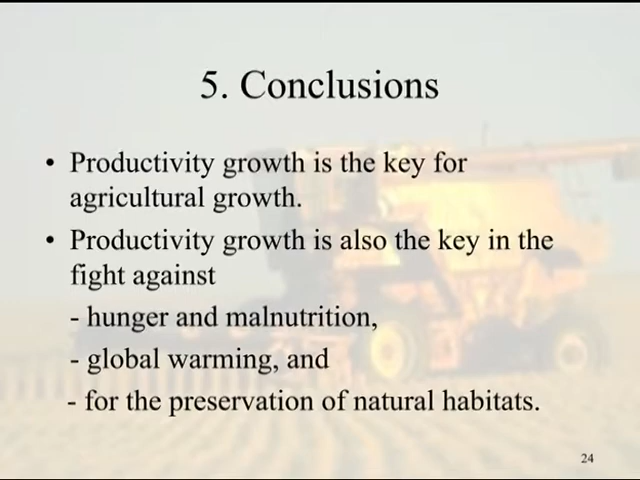 5. Conclusions
• Productivity growth is the key for
agricultural growth.
• Productivity growth is also the key in the
fight against
- hunger and malnutrition,
- global warming, and
- for the preservation of natural habitats.
24